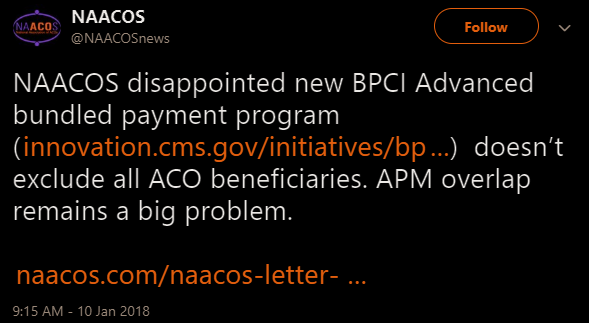 NAACOS
@NAACOSnews
Follow
NAACOS
NAACOS disappointed new BPCI Advanced
bundled payment program
(innovation.cms.gov/initiatives/bp ...) doesn't
exclude all ACO beneficiaries. APM overlap
remains a big problem.
naacos.com/naacos-letter- ...
9:15 AM - 10 Jan 2018